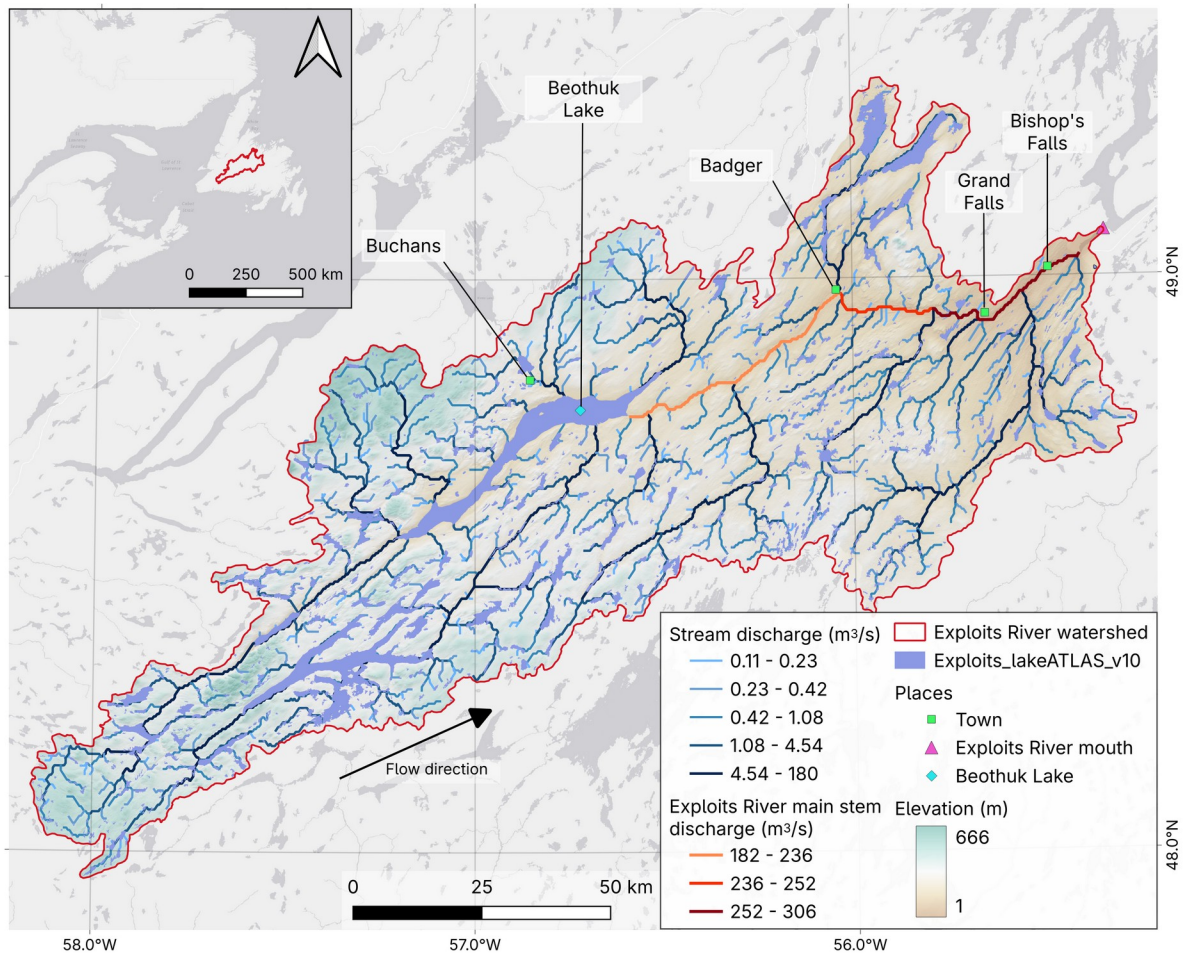 0 250 500 km
Beothuk
Lake
Bishop's
Falls
Badger
Grand
Falls
Buchans
49.0°N
Flow direction
Stream discharge (m³/s)
0.11 - 0.23
0.23 - 0.42
0.42 - 1.08
1.08 - 4.54
4.54 - 180
Exploits River main stem
discharge (m³/s)
182 - 236
236 - 252
252 - 306
Exploits River watershed
Exploits_lakeATLAS_v10
Places
Town
Exploits River mouth
Beothuk Lake
Elevation (m)
666
1
48.0°N
0 25 50 km
58.0°W
57.0°W
56.0°W